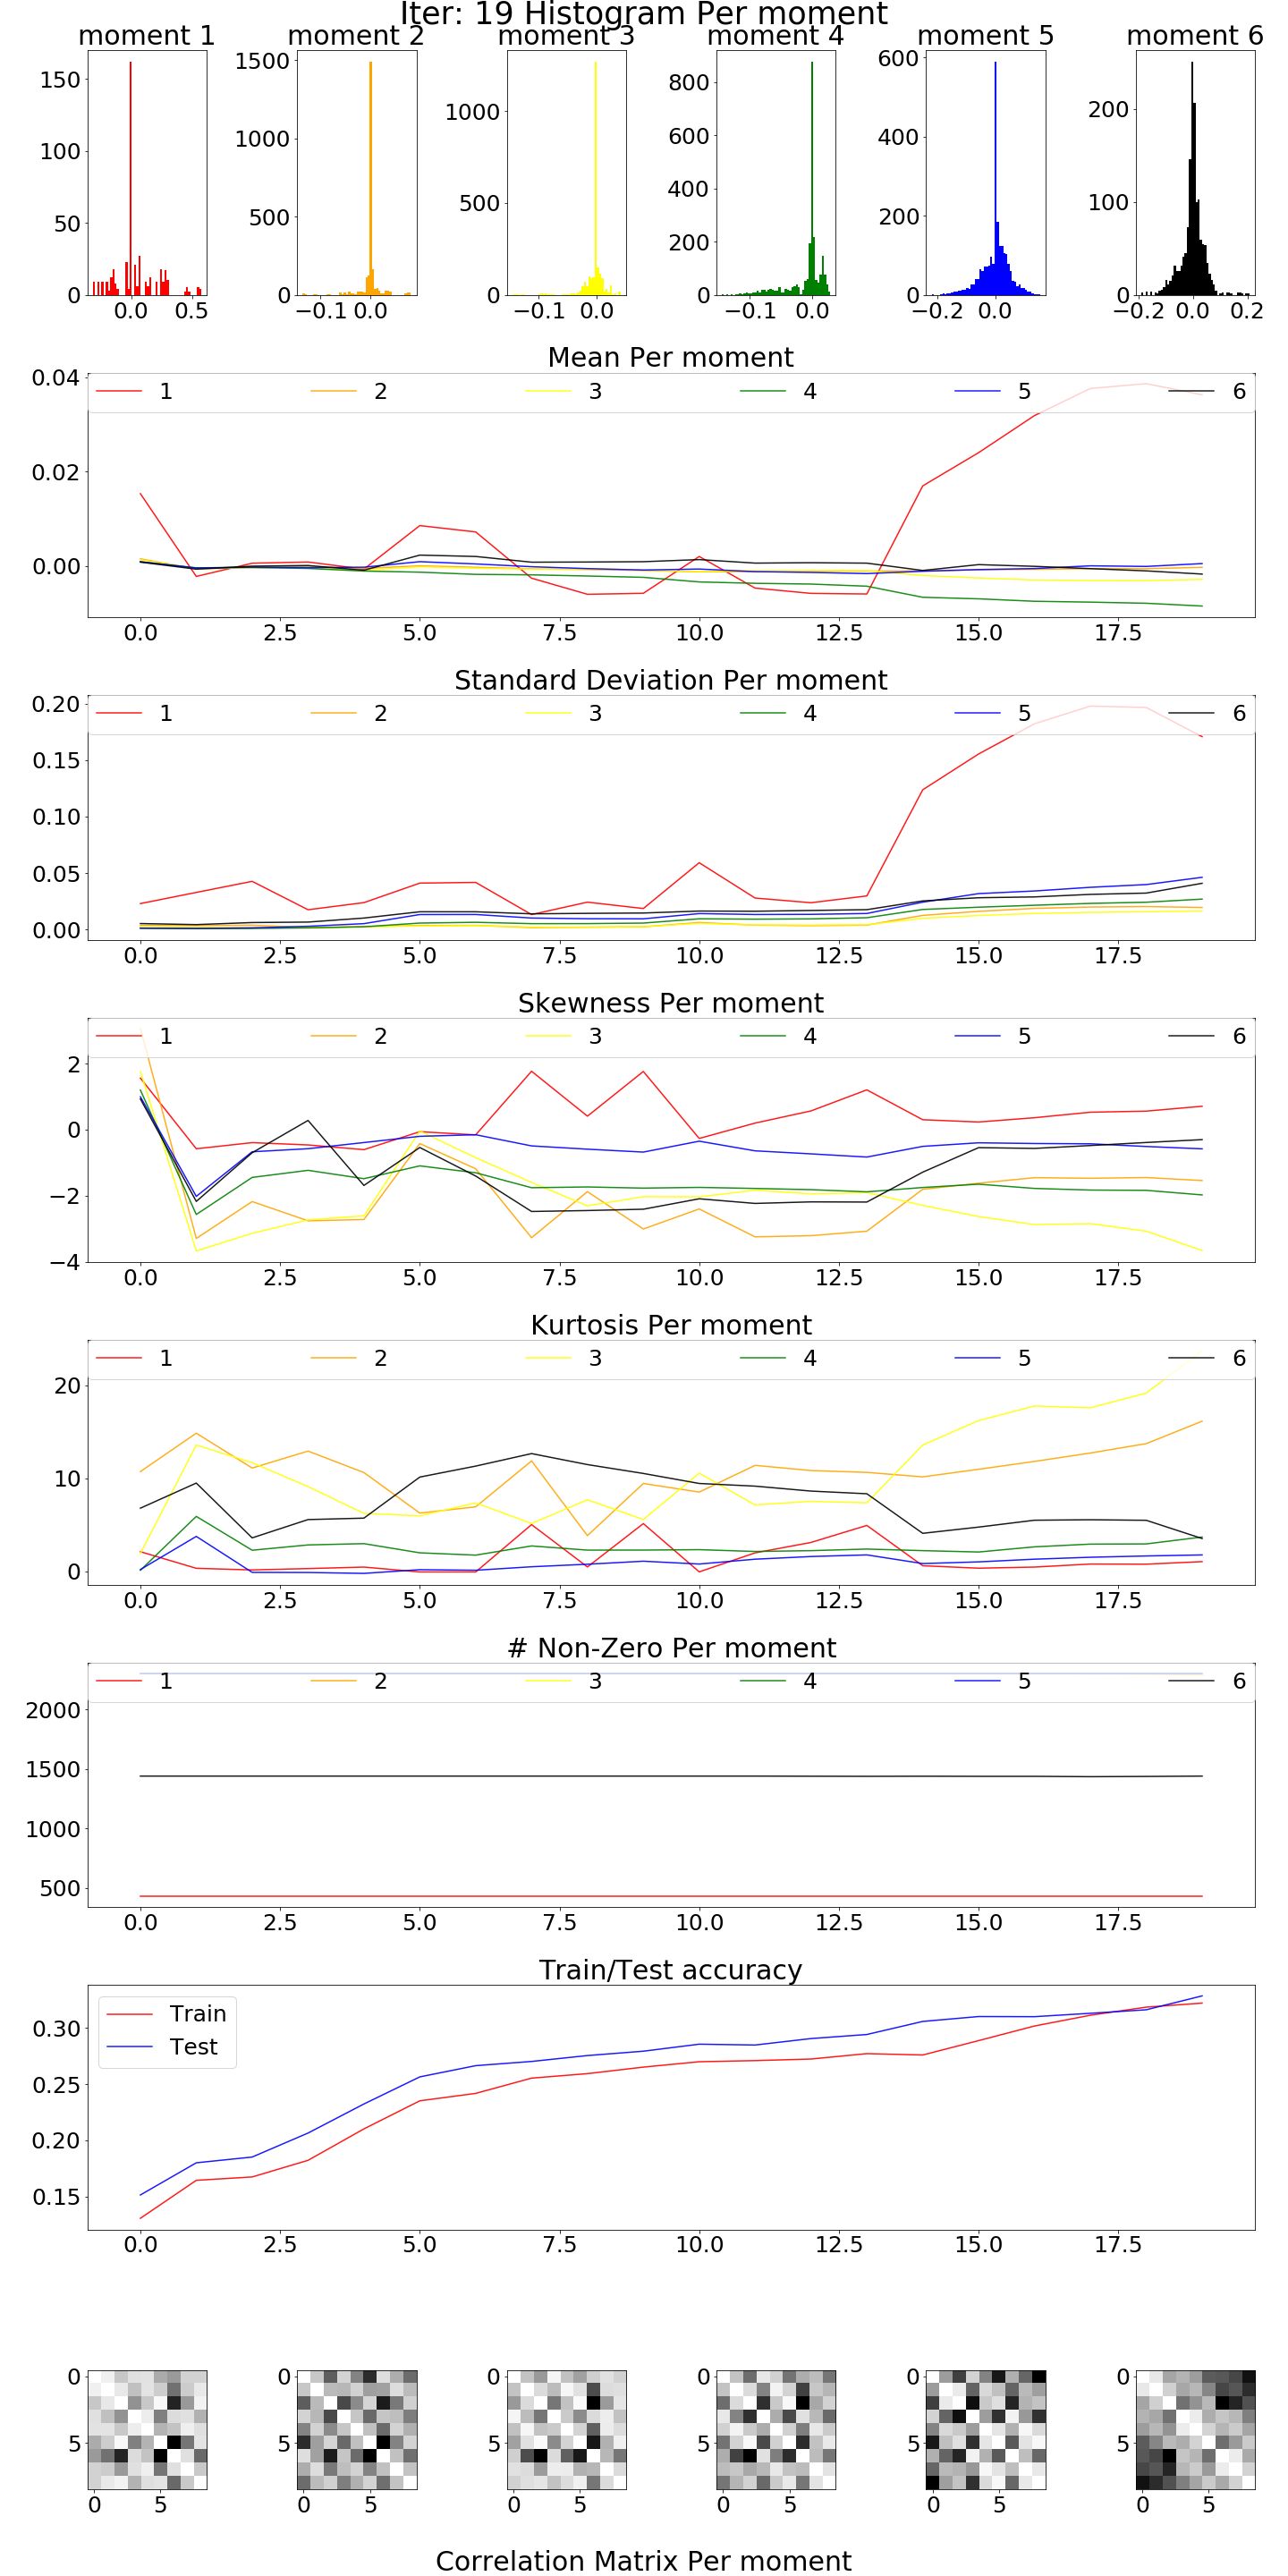 Iter: 19 Histogram Per moment
moment 1 moment 2 moment 3 moment 4 moment 5 moment 6
150 100 50 0
0.0 0.5
1500 1000 500 0
−0.1 0.0
1000 500 0
−0.1 0.0
800 600 400 200 0
−0.1 0.0
600 400 200 0
−0.2 0.0
200 100 0
−0.2 0.0 0.2
Mean Per moment
1 2 3 4 5 6
0.04
0.02
0.00
0.0 2.5 5.0 7.5 10.0 12.5 15.0 17.5
Standard Deviation Per moment
1 2 3 4 5 6
0.20
0.15
0.10
0.05
0.00
0.0 2.5 5.0 7.5 10.0 12.5 15.0 17.5
Skewness Per moment
1 2 3 4 5 6
2
0
−2
−4
0.0 2.5 5.0 7.5 10.0 12.5 15.0 17.5
Kurtosis Per moment
1 2 3 4 5 6
20
10
0
0.0 2.5 5.0 7.5 10.0 12.5 15.0 17.5
# Non-Zero Per moment
1 2 3 4 5 6
2000
1500
1000
500
0.0 2.5 5.0 7.5 10.0 12.5 15.0 17.5
Train/Test accuracy
Train
Test
0.30
0.25
0.20
0.15
0.0 2.5 5.0 7.5 10.0 12.5 15.0 17.5
0 0 0 0 0 0
5 5 5 5 5 5
0 5 0 5 0 5 0 5 0 5 0 5
Correlation Matrix Per moment